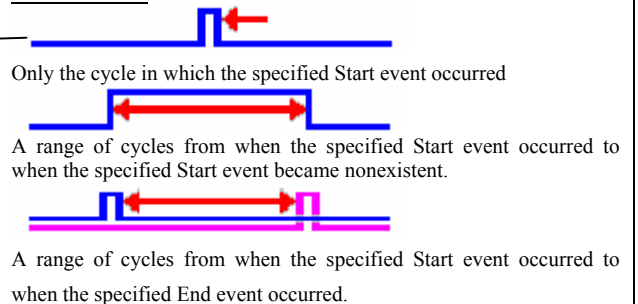 Only the cycle in which the specified Start event occurred
A range of cycles from when the specified Start event occurred to
when the specified Start event became nonexistent.
A range of cycles from when the specified Start event occurred to
when the specified End event occurred.